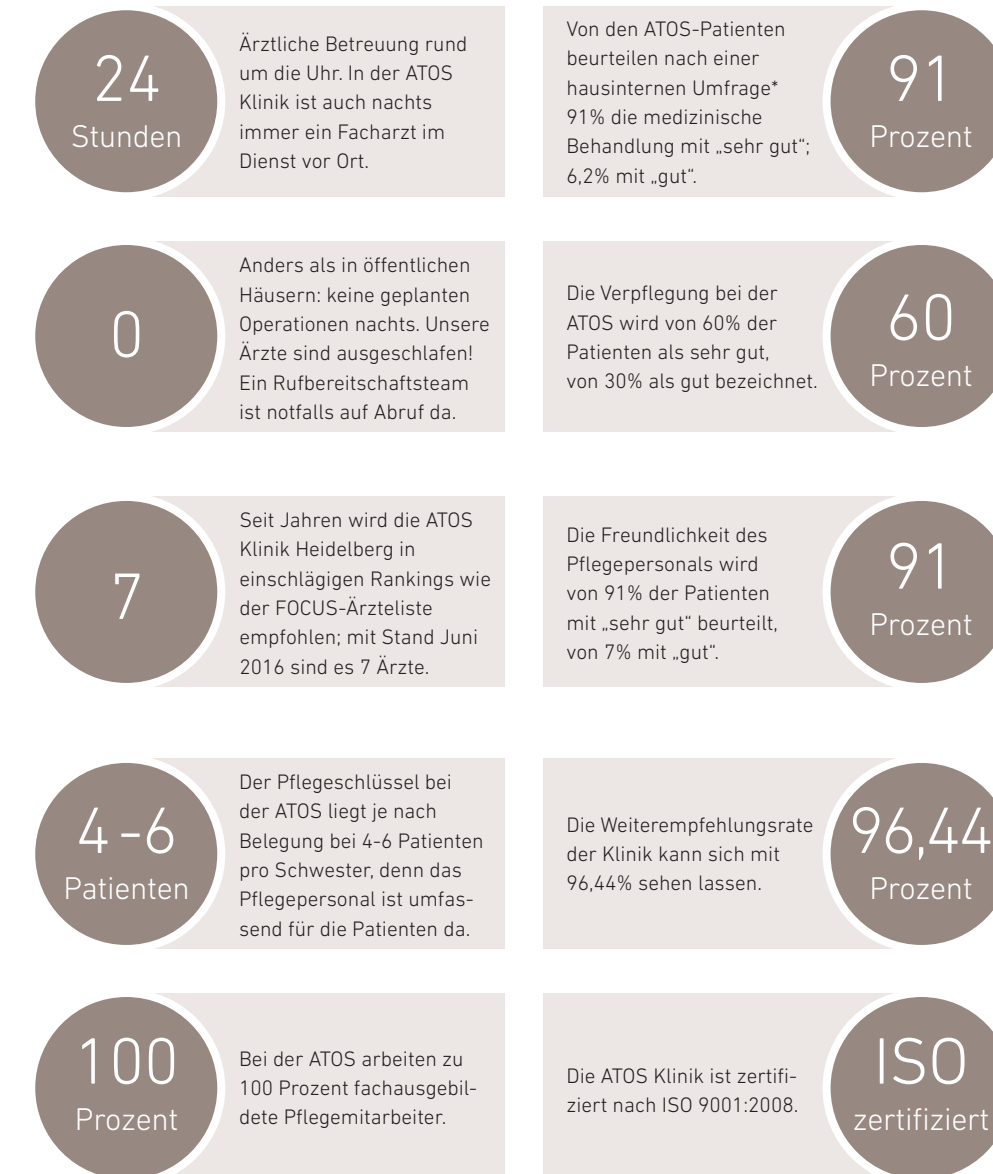 24
Stunden
Ärztliche Betreuung rund
um die Uhr. In der ATOS
Klinik ist auch nachts
immer ein Facharzt im
Dienst vor Ort.
Von den ATOS-Patienten
beurteilen nach einer
hausinternen Umfrage*
91% die medizinische
Behandlung mit „sehr gut“;
6,2% mit „gut“.
91
Prozent
0
Anders als in öffentlichen
Häusern: keine geplanten
Operationen nachts. Unsere
Ärzte sind ausgeschlafen!
Ein Rufbereitschaftsteam
ist notfalls auf Abruf da.
Die Verpflegung bei der
ATOS wird von 60% der
Patienten als sehr gut,
von 30% als gut bezeichnet.
60
Prozent
7
Seit Jahren wird die ATOS
Klinik Heidelberg in
einschlägigen Rankings wie
der FOCUS-Ärzteliste
empfohlen; mit Stand Juni
2016 sind es 7 Ärzte.
Die Freundlichkeit des
Pflegepersonals wird
von 91% der Patienten
mit „sehr gut“ beurteilt,
von 7% mit „gut“.
91
Prozent
4-6
Patienten
Der Pflegeschlüssel bei
der ATOS liegt je nach
Belegung bei 4-6 Patienten
pro Schwester, denn das
Pflegepersonal ist umfas-
send für die Patienten da.
Die Weiterempfehlungsrate
der Klinik kann sich mit
96,44% sehen lassen.
96,44
Prozent
100
Prozent
Bei der ATOS arbeiten zu
100 Prozent fachausgebil-
dete Pflegemitarbeiter.
Die ATOS Klinik ist zertifi-
ziert nach ISO 9001:2008.
ISO
zertifiziert